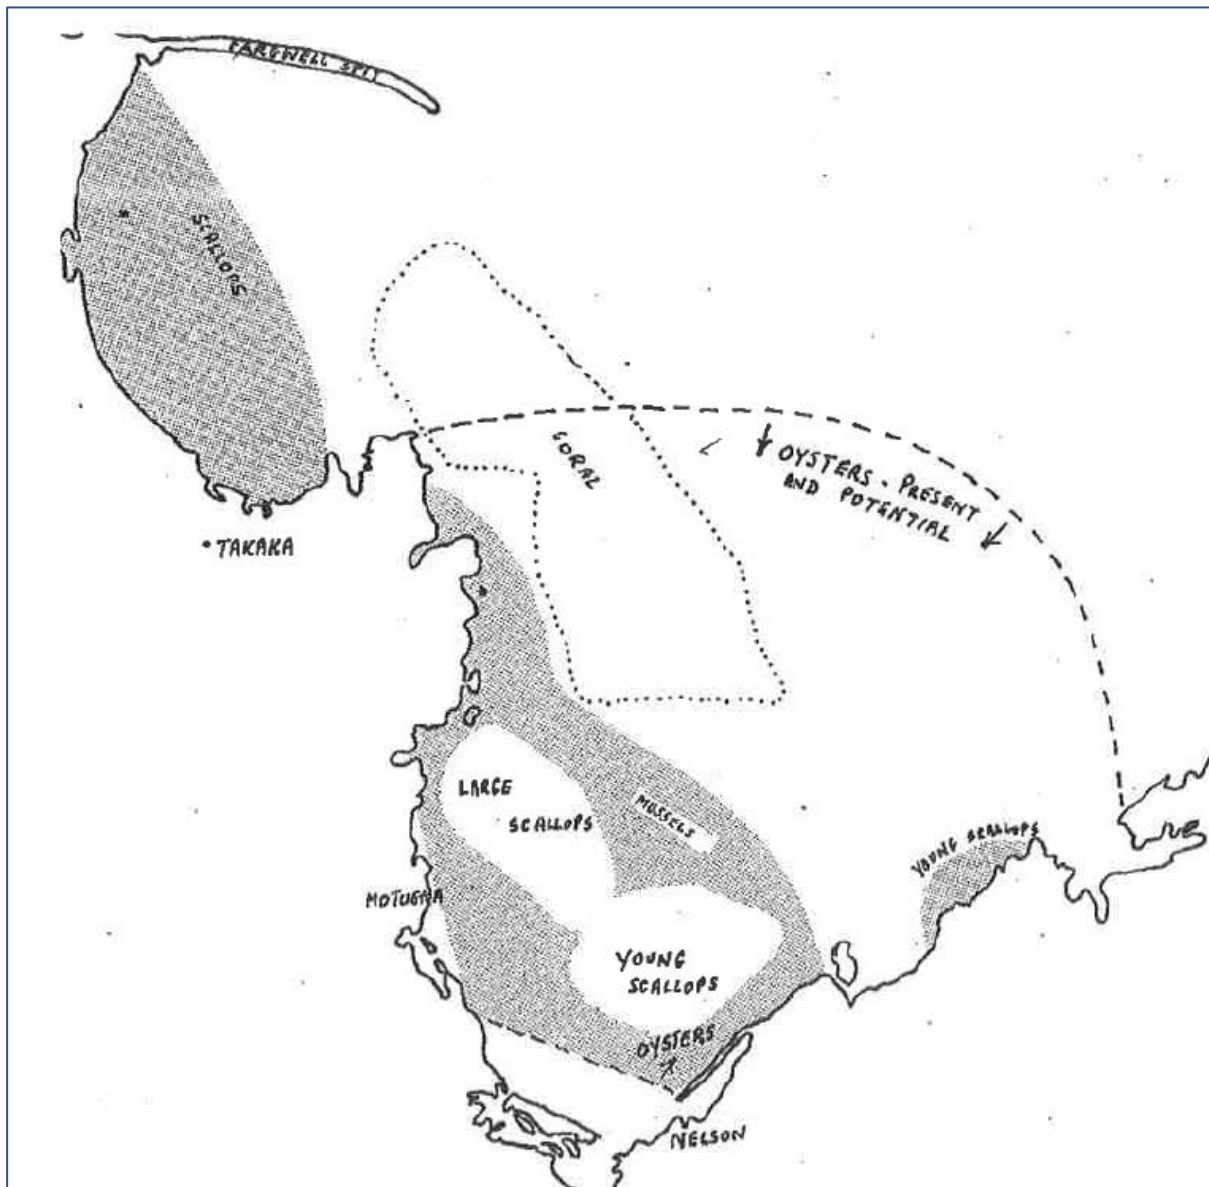 FAREWELL SPIT
SCALLOPS
CORAL
OYSTERS - PRESENT
AND POTENTIAL
TAKAKA
LARGE
SCALLOPS
MUSSELS
YOUNG SCALLOPS
MOTUEKA
YOUNG
SCALLOPS
OYSTERS
NELSON